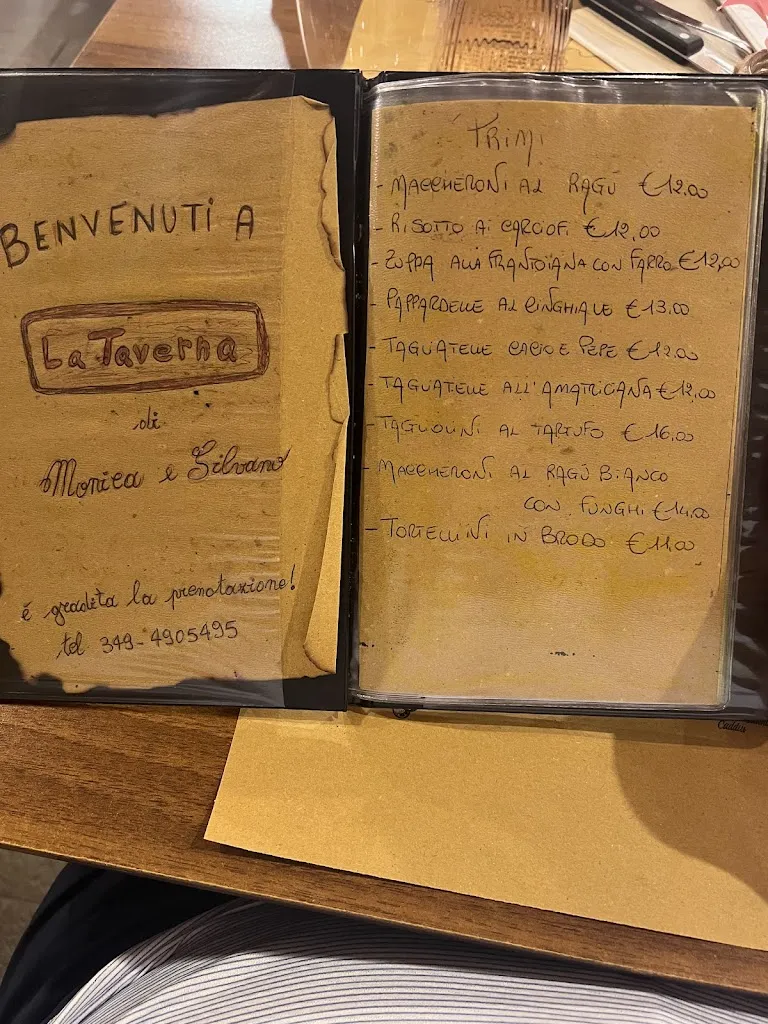 BENVENUTI A
La Taverna
di
Monica e Silvano
é gradita la prenotazione!
tel 349-4905495
PRIMI
- MACCHERONI AL RAGÚ €12.00
- RISOTTO AI CARCIOFI €12,00
- ZUPPA ALLA FRANTOIANA CON FARRO €12,00
- PAPPARDELLE AL CINGHIALE €13.00
- TAGLIATELLE CACIO E PEPE €12.00
- TAGLIATELLE ALL'AMATRICIANA €12,00
- TAGLIOLINI AL TARTUFO €16,00
- MACCHERONI AL RAGÚ BIANCO
CON FUNGHI €14.00
- TORTELLINI IN BRODO €11.00